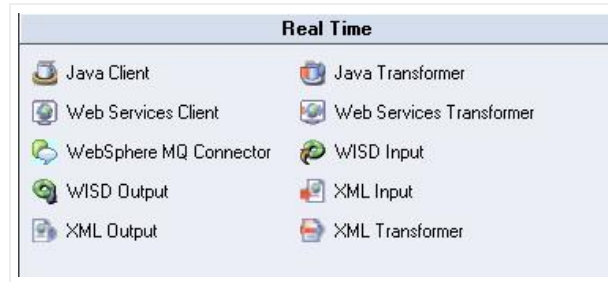 Real Time
Java Client
Java Transformer
Web Services Client
Web Services Transformer
WebSphere MQ Connector
WISD Input
WISD Output
XML Input
XML Output
XML Transformer